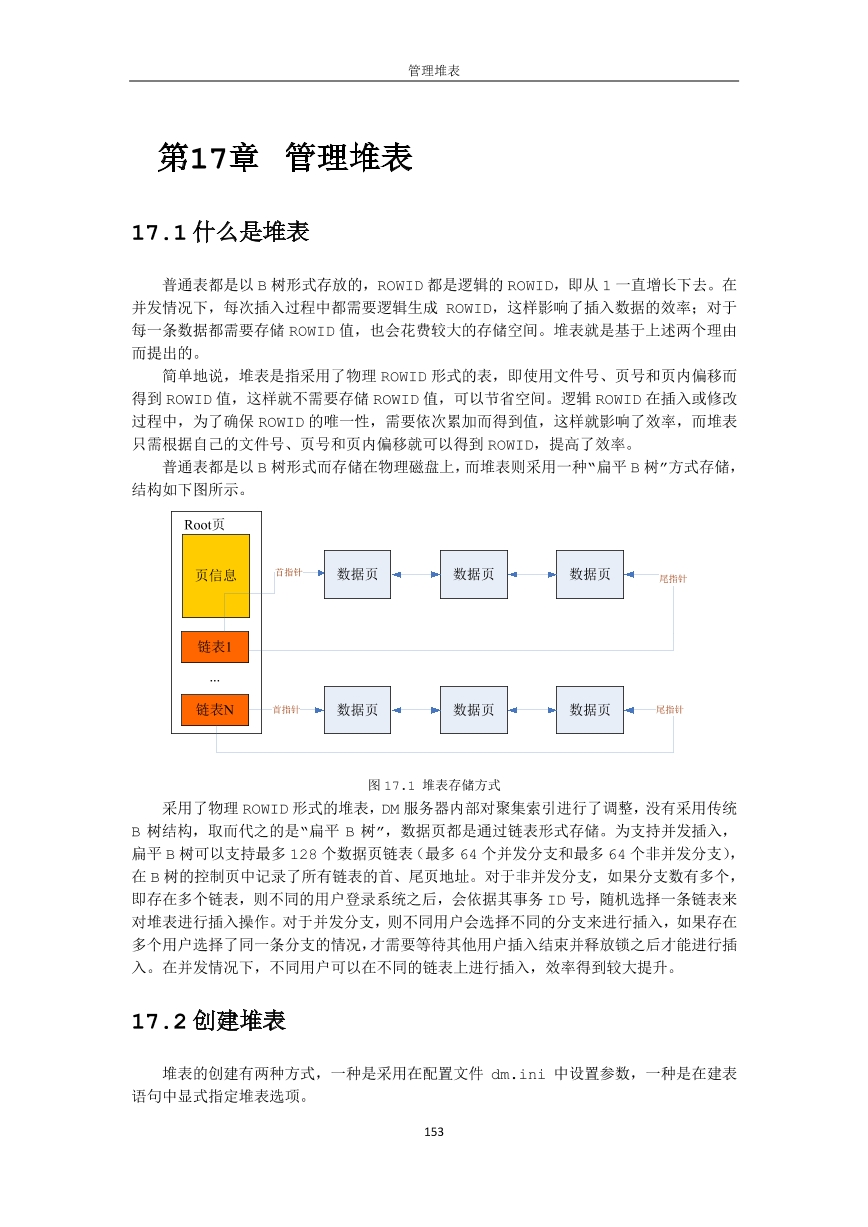 管理堆表
第17章 管理堆表
17.1 什么是堆表
普通表都是以 B 树形式存放的，ROWID 都是逻辑的 ROWID，即从 1 一直增长下去。在
并发情况下，每次插入过程中都需要逻辑生成 ROWID，这样影响了插入数据的效率；对于
每一条数据都需要存储 ROWID 值，也会花费较大的存储空间。堆表就是基于上述两个理由
而提出的。
简单地说，堆表是指采用了物理 ROWID 形式的表，即使用文件号、页号和页内偏移而
得到 ROWID 值，这样就不需要存储 ROWID 值，可以节省空间。逻辑 ROWID 在插入或修改
过程中，为了确保 ROWID 的唯一性，需要依次累加而得到值，这样就影响了效率，而堆表
只需根据自己的文件号、页号和页内偏移就可以得到 ROWID，提高了效率。
普通表都是以 B 树形式而存储在物理磁盘上，而堆表则采用一种“扁平 B 树”方式存储，
结构如下图所示。
Root页
页信息 首指针 数据页 数据页 数据页 尾指针
链表1
...
链表N 首指针 数据页 数据页 数据页 尾指针
图 17.1 堆表存储方式
采用了物理 ROWID 形式的堆表，DM 服务器内部对聚集索引进行了调整，没有采用传统
B 树结构，取而代之的是“扁平 B 树”，数据页都是通过链表形式存储。为支持并发插入，
扁平 B 树可以支持最多 128 个数据页链表（最多 64 个并发分支和最多 64 个非并发分支），
在 B 树的控制页中记录了所有链表的首、尾页地址。对于非并发分支，如果分支数有多个，
即存在多个链表，则不同的用户登录系统之后，会依据其事务 ID 号，随机选择一条链表来
对堆表进行插入操作。对于并发分支，则不同用户会选择不同的分支来进行插入，如果存在
多个用户选择了同一条分支的情况，才需要等待其他用户插入结束并释放锁之后才能进行插
入。在并发情况下，不同用户可以在不同的链表上进行插入，效率得到较大提升。
17.2 创建堆表
堆表的创建有两种方式，一种是采用在配置文件 dm.ini 中设置参数，一种是在建表
语句中显式指定堆表选项。
153